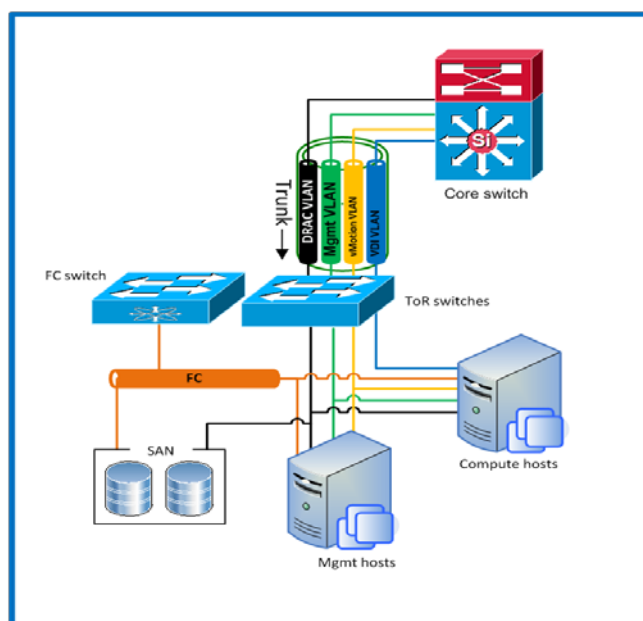 Si
Core switch
Trunk
DRAC VLAN
Mgmt VLAN
vMotion VLAN
VDI VLAN
FC switch
ToR switches
FC
SAN
Compute hosts
Mgmt hosts